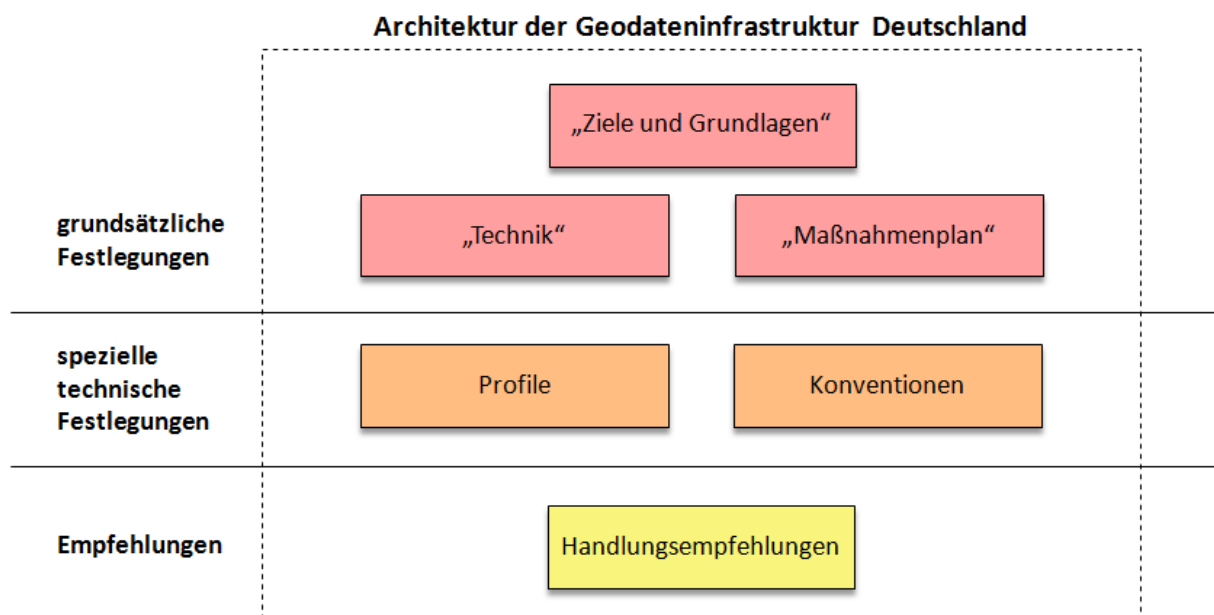 Architektur der Geodateninfrastruktur Deutschland
„Ziele und Grundlagen“
grundsätzliche
Festlegungen
„Technik“
„Maßnahmenplan“
spezielle
technische
Festlegungen
Profile
Konventionen
Empfehlungen
Handlungsempfehlungen